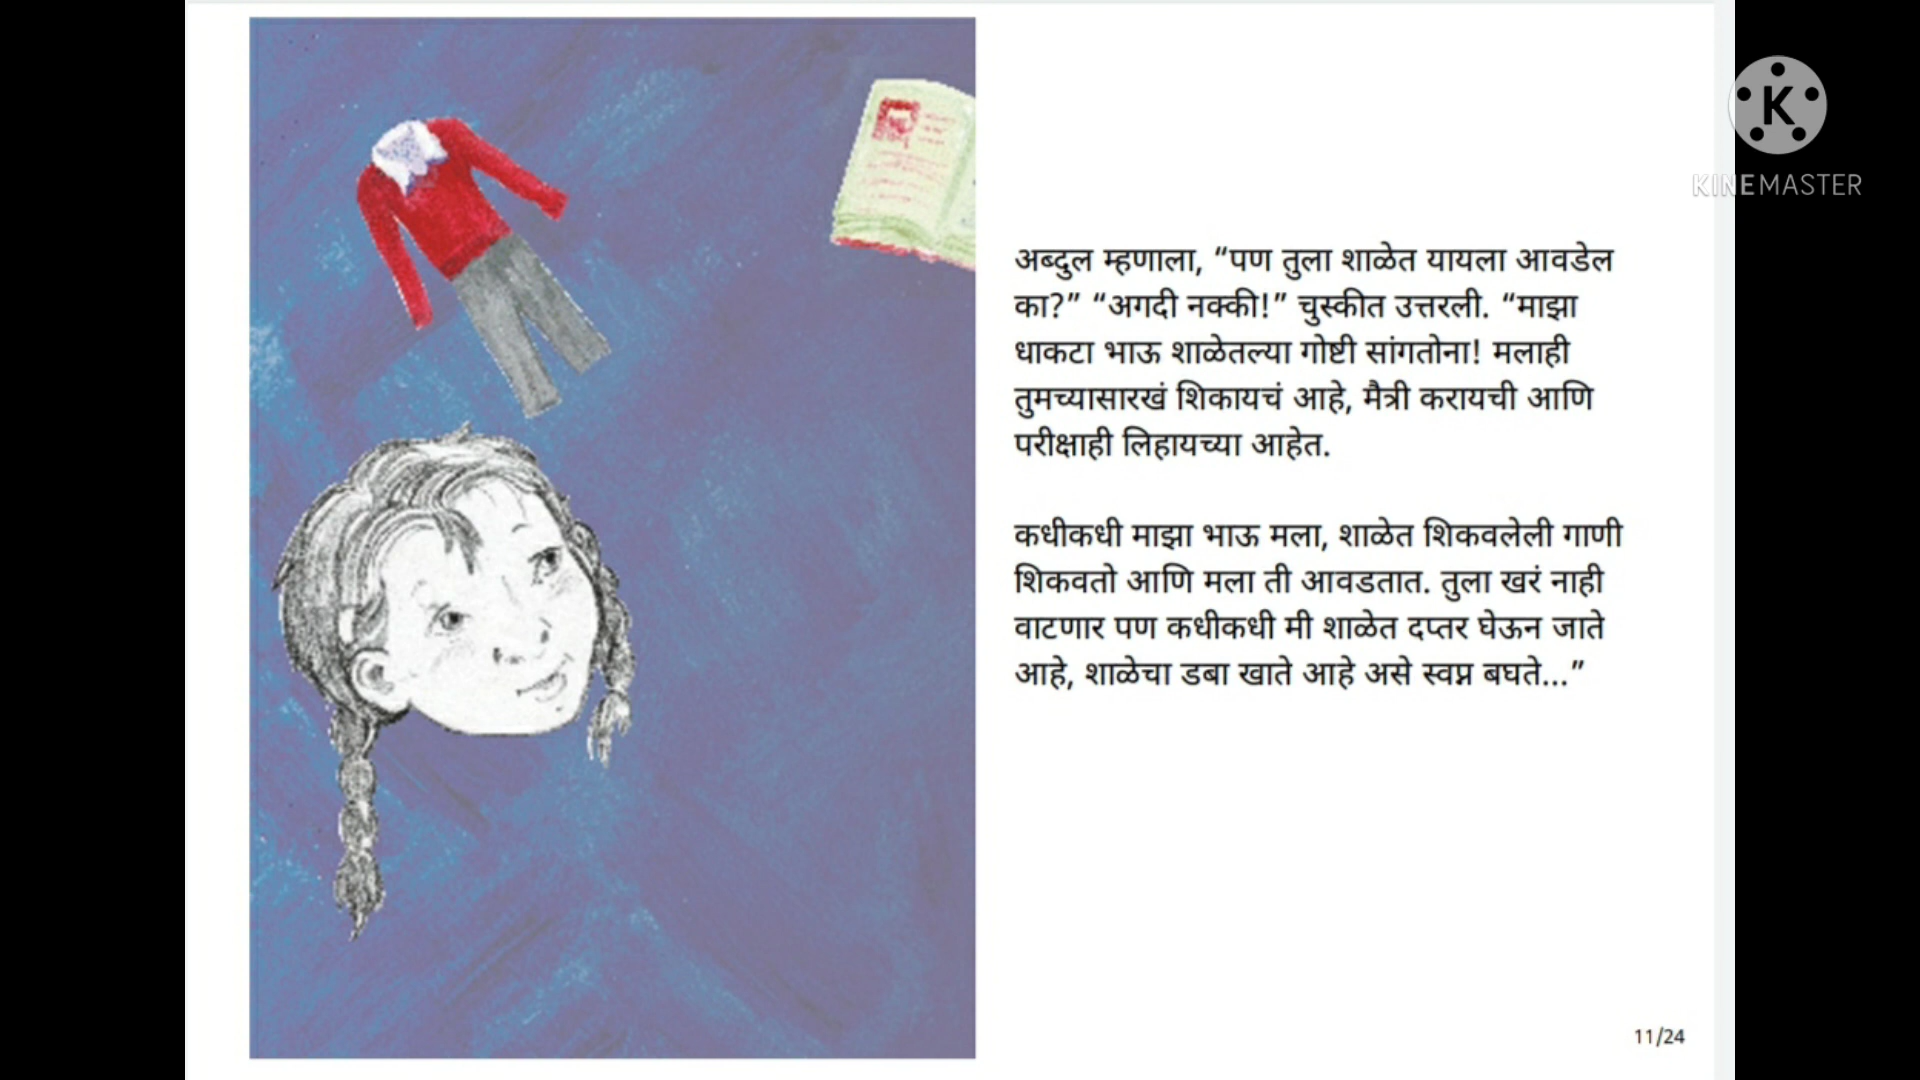 अब्दुल म्हणाला, “पण तुला शाळेत यायला आवडेल
का?” “अगदी नक्की!” चुस्कीत उत्तरली. “माझा
धाकटा भाऊ शाळेतल्या गोष्टी सांगतोना! मलाही
तुमच्यासारखं शिकायचं आहे, मैत्री करायची आणि
परीक्षाही लिहायच्या आहेत.
कधीकधी माझा भाऊ मला, शाळेत शिकवलेली गाणी
शिकवतो आणि मला ती आवडतात. तुला खरं नाही
वाटणार पण कधीकधी मी शाळेत दप्तर घेऊन जाते
आहे, शाळेचा डबा खाते आहे असे स्वप्न बघते...”
11/24
K
KINEMASTER